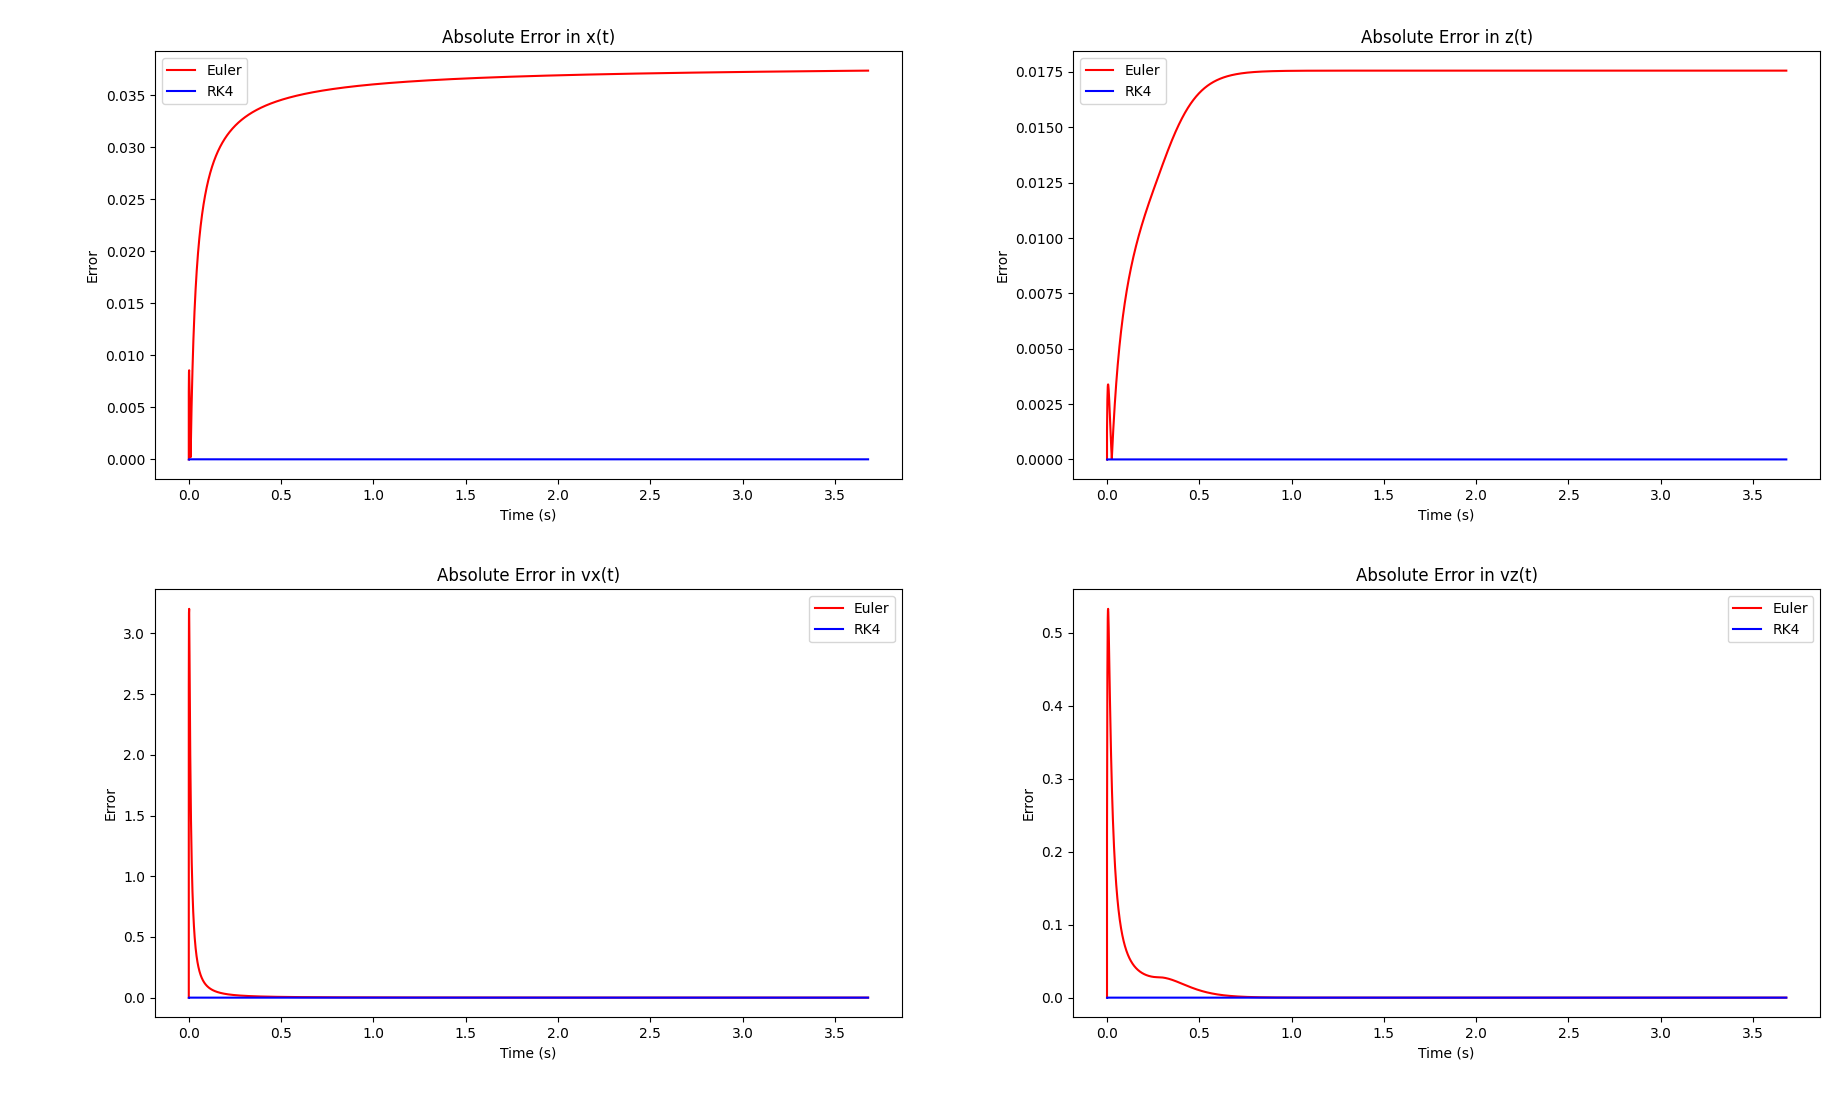 Absolute Error in x(t)
Euler
RK4
0.035
0.030
0.025
0.020
0.015
0.010
0.005
0.000
Error
0.0 0.5 1.0 1.5 2.0 2.5 3.0 3.5
Time (s)
Absolute Error in z(t)
Euler
RK4
0.0175
0.0150
0.0125
0.0100
0.0075
0.0050
0.0025
0.0000
Error
0.0 0.5 1.0 1.5 2.0 2.5 3.0 3.5
Time (s)
Absolute Error in vx(t)
Euler
RK4
3.0
2.5
2.0
1.5
1.0
0.5
0.0
Error
0.0 0.5 1.0 1.5 2.0 2.5 3.0 3.5
Time (s)
Absolute Error in vz(t)
Euler
RK4
0.5
0.4
0.3
0.2
0.1
0.0
Error
0.0 0.5 1.0 1.5 2.0 2.5 3.0 3.5
Time (s)